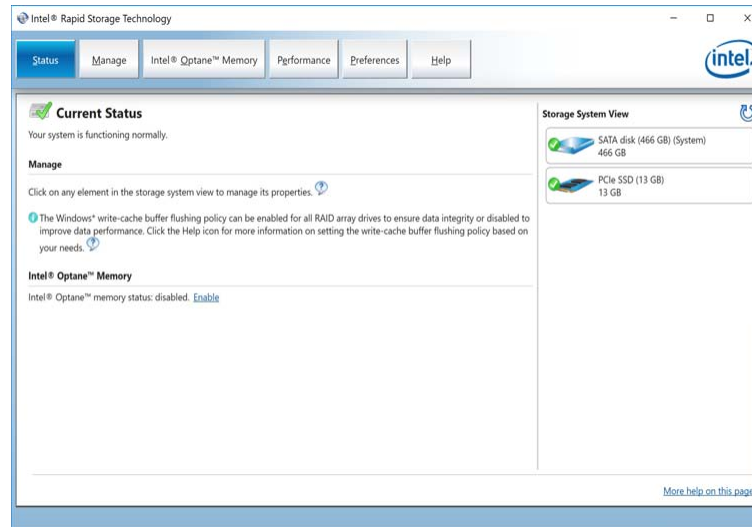 Intel® Rapid Storage Technology
Status
Manage
Intel® Optane™ Memory
Performance
Preferences
Help
intel.
Current Status
Your system is functioning normally.
Manage
Click on any element in the storage system view to manage its properties.
The Windows* write-cache buffer flushing policy can be enabled for all RAID array drives to ensure data integrity or disabled to
improve data performance. Click the Help icon for more information on setting the write-cache buffer flushing policy based on
your needs.
Intel® Optane™ Memory
Intel® Optane™ memory status: disabled. Enable
Storage System View
SATA disk (466 GB) (System)
466 GB
PCIe SSD (13 GB)
13 GB
More help on this page